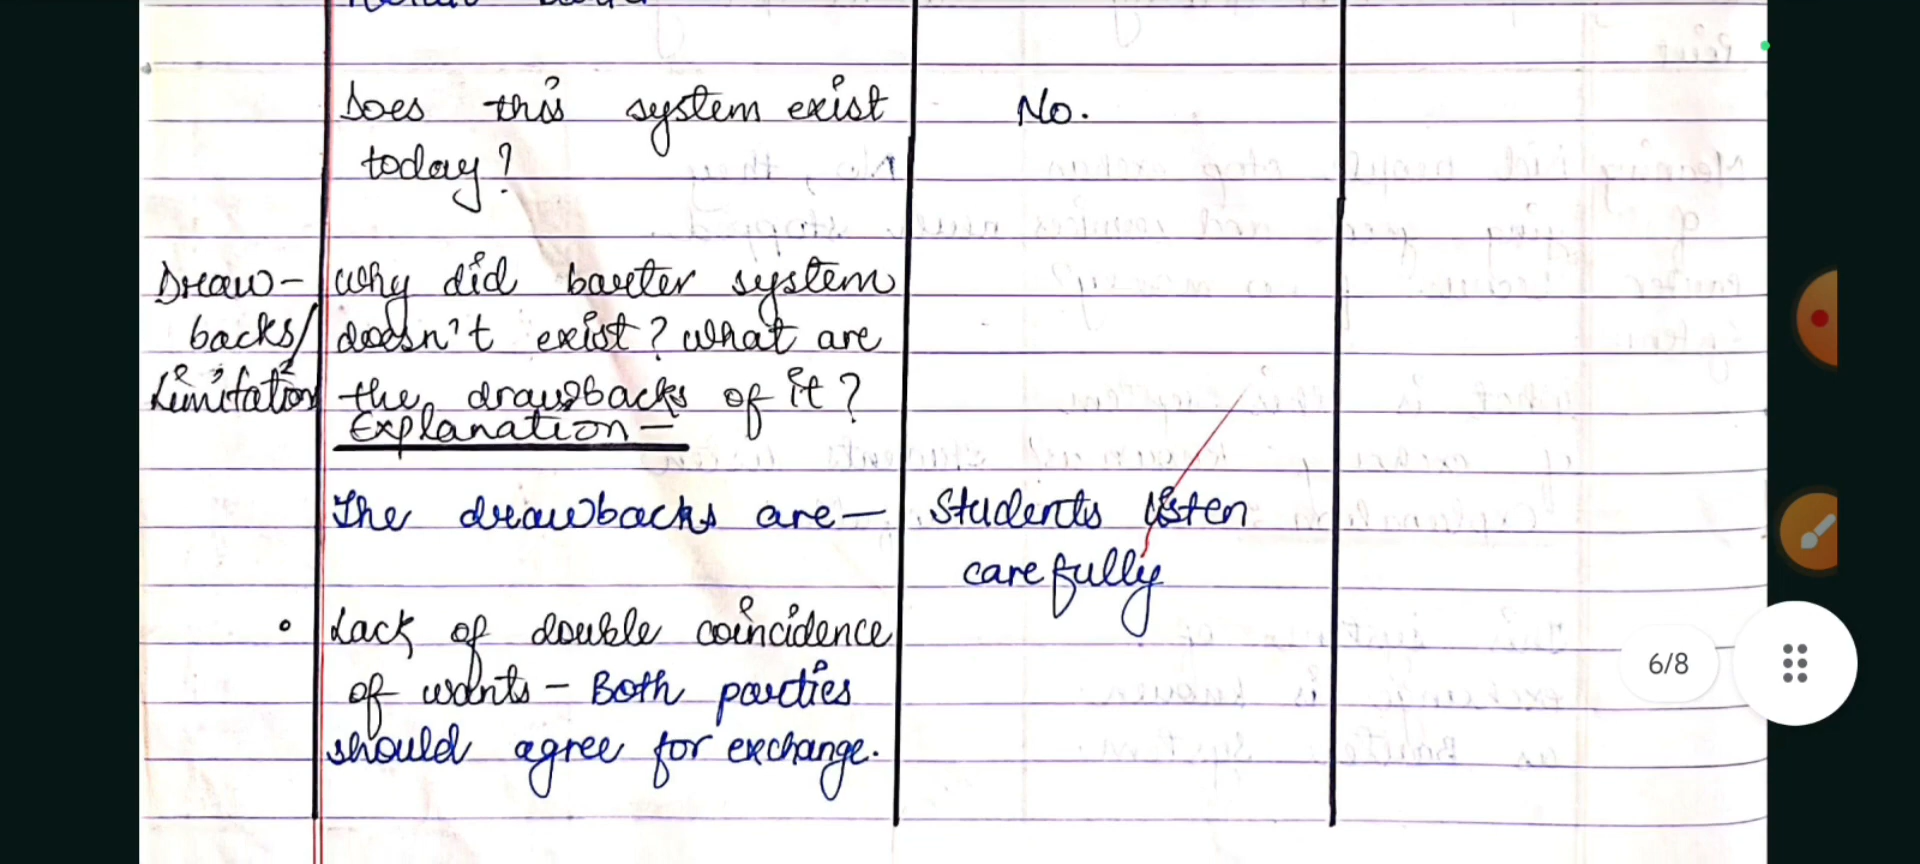 Does this system exist No.
today?
Draw- Why did barter system
backs/ doesn't exist? What are
Limitation the drawbacks of it?
Explanation-
The drawbacks are- Students listen
carefully
• Lack of double coincidence
of wants - Both parties
should agree for exchange.
6/8